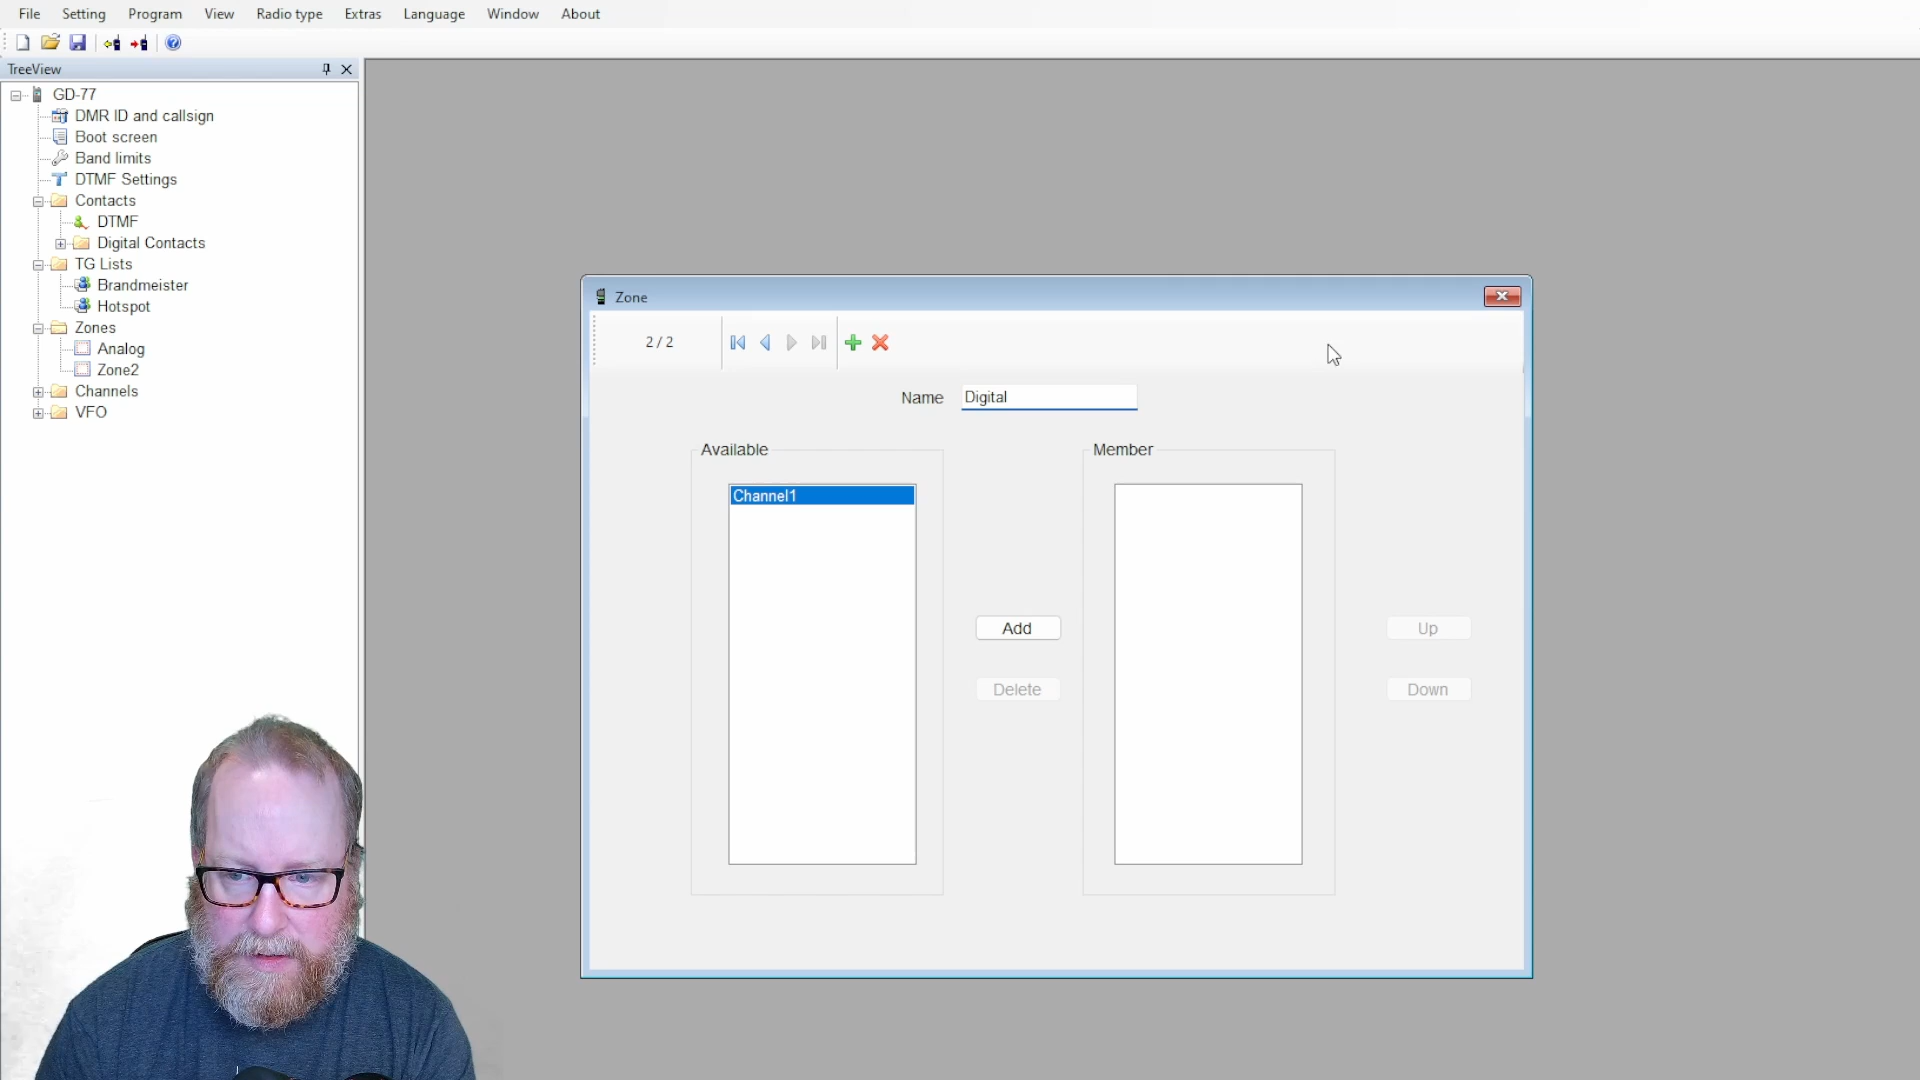 File Setting Program View Radio type Extras Language Window About
TreeView
GD-77
DMR ID and callsign
Boot screen
Band limits
DTMF Settings
Contacts
DTMF
Digital Contacts
TG Lists
Brandmeister
Hotspot
Zones
Analog
Zone2
Channels
VFO
Zone
2 / 2
Name Digital
Available
Member
Channel1
Add
Up
Delete
Down